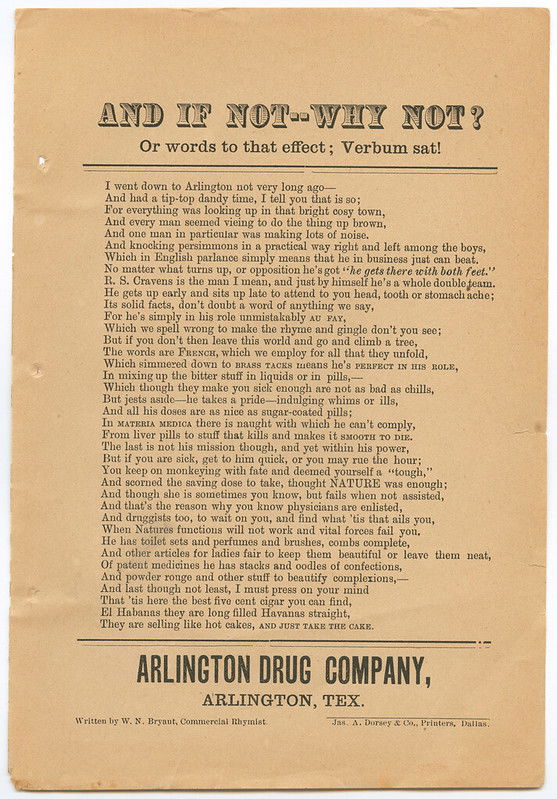 AND IF NOT--WHY NOT?
Or words to that effect; Verbum sat!
I went down to Arlington not very long ago—
And had a tip-top dandy time, I tell you that is so;
For everything was looking up in that bright cosy town,
And every man seemed vieing to do the thing up brown,
And one man in particular was making lots of noise.
And knocking persimmons in a practical way right and left among the boys,
Which in English parlance simply means that he in business just can beat.
No matter what turns up, or opposition he's got "he gets there with both feet."
R. S. Cravens is the man I mean, and just by himself he's a whole double team.
He gets up early and sits up late to attend to you head, tooth or stomach ache;
Its solid facts, don't doubt a word of anything we say,
For he's simply in his role unmistakably AU FAY,
Which we spell wrong to make the rhyme and gingle don't you see;
But if you don't then leave this world and go and climb a tree,
The words are FRENCH, which we employ for all that they unfold,
Which simmered down to BRASS TACKS means he's PERFECT IN HIS ROLE,
In mixing up the bitter stuff in liquids or in pills,—
Which though they make you sick enough are not as bad as chills,
But jests aside—he takes a pride—indulging whims or ills,
And all his doses are as nice as sugar-coated pills;
In MATERIA MEDICA there is naught with which he can't comply,
From liver pills to stuff that kills and makes it SMOOTH TO DIE.
The last is not his mission though, and yet within his power,
But if you are sick, get to him quick, or you may rue the hour;
You keep on monkeying with fate and deemed yourself a "tough,"
And scorned the saving dose to take, thought NATURE was enough;
And though she is sometimes you know, but fails when not assisted,
And that's the reason why you know physicians are enlisted,
And druggists too, to wait on you, and find what 'tis that ails you,
When Natures functions will not work and vital forces fail you.
He has toilet sets and perfumes and brushes, combs complete,
And other articles for ladies fair to keep them beautiful or leave them neat,
Of patent medicines he has stacks and oodles of confections,
And powder rouge and other stuff to beautify complexions,—
And last though not least, I must press on your mind
That 'tis here the best five cent cigar you can find,
El Habanas they are long filled Havanas straight,
They are selling like hot cakes, AND JUST TAKE THE CAKE.
ARLINGTON DRUG COMPANY,
ARLINGTON, TEX.
Written by W. N. Bryant, Commercial Rhymist
Jas. A. Dorsey & Co., Printers, Dallas.